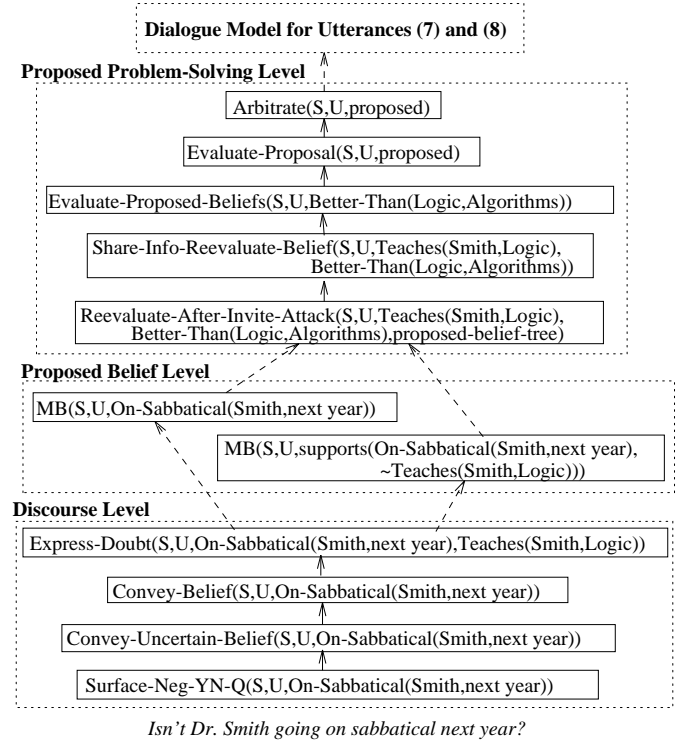 Dialogue Model for Utterances (7) and (8)
Proposed Problem-Solving Level
Arbitrate(S,U,proposed)
Evaluate-Proposal(S,U,proposed)
Evaluate-Proposed-Beliefs(S,U,Better-Than(Logic,Algorithms))
Share-Info-Reevaluate-Belief(S,U,Teaches(Smith,Logic),
Better-Than(Logic,Algorithms))
Reevaluate-After-Invite-Attack(S,U,Teaches(Smith,Logic),
Better-Than(Logic,Algorithms),proposed-belief-tree)
Proposed Belief Level
MB(S,U,On-Sabbatical(Smith,next year))
MB(S,U,supports(On-Sabbatical(Smith,next year),
~Teaches(Smith,Logic)))
Discourse Level
Express-Doubt(S,U,On-Sabbatical(Smith,next year),Teaches(Smith,Logic))
Convey-Belief(S,U,On-Sabbatical(Smith,next year))
Convey-Uncertain-Belief(S,U,On-Sabbatical(Smith,next year))
Surface-Neg-YN-Q(S,U,On-Sabbatical(Smith,next year))
Isn't Dr. Smith going on sabbatical next year?